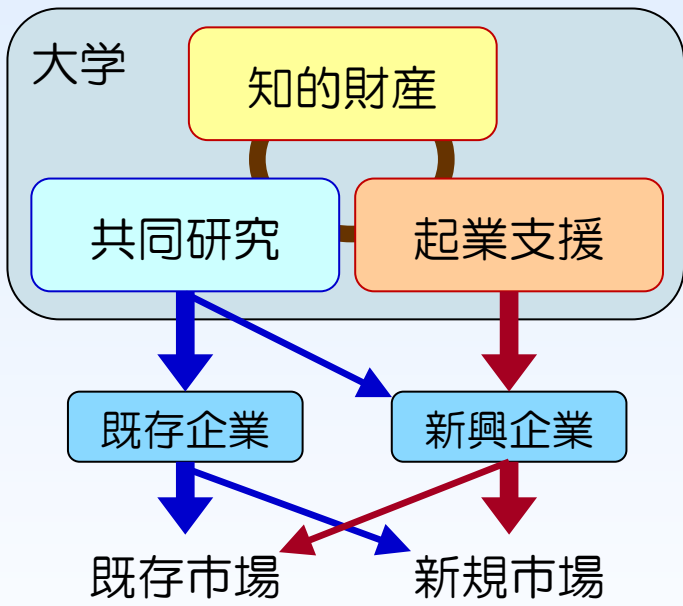 大学
知的財産
共同研究
起業支援
既存企業
新興企業
既存市場
新規市場